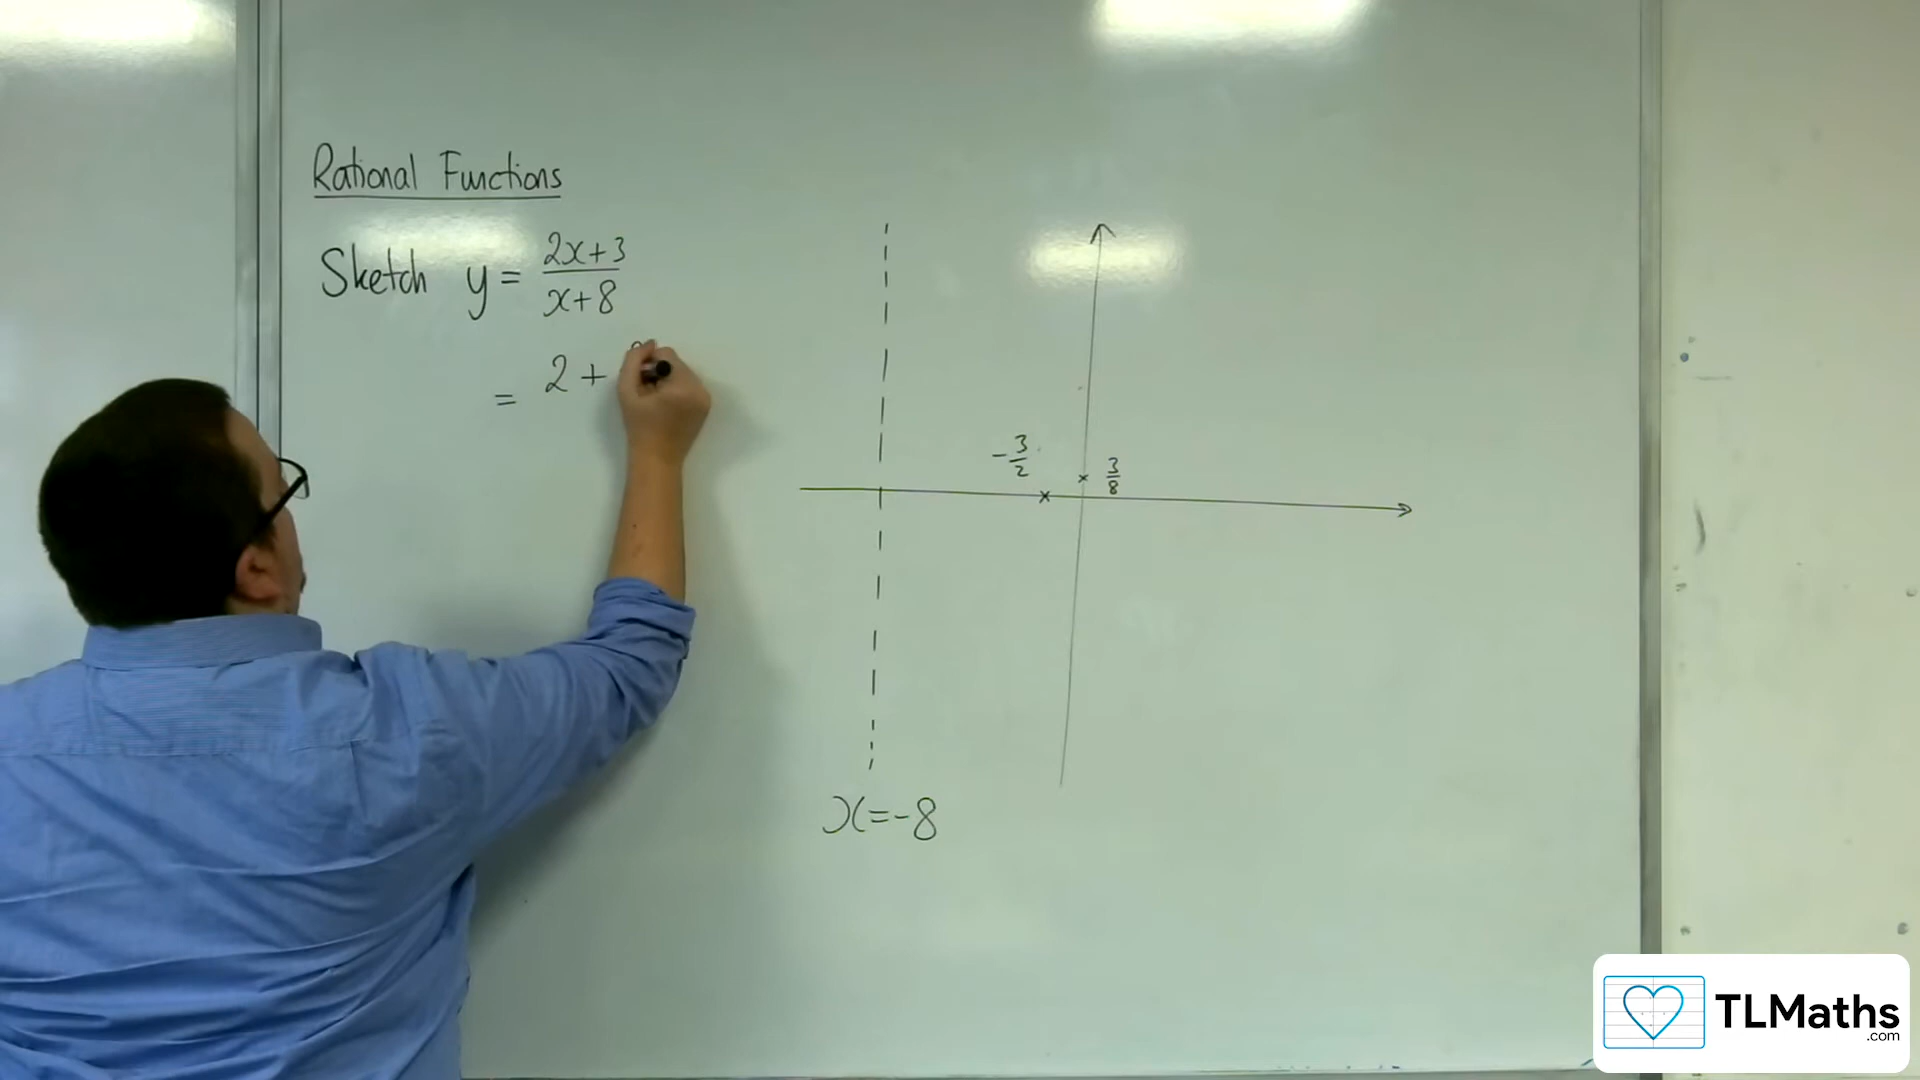 Rational Functions
Sketch y = 2x+3
x+8
= 2 +
-3/2
3/8
x=-8
TLMaths
.com